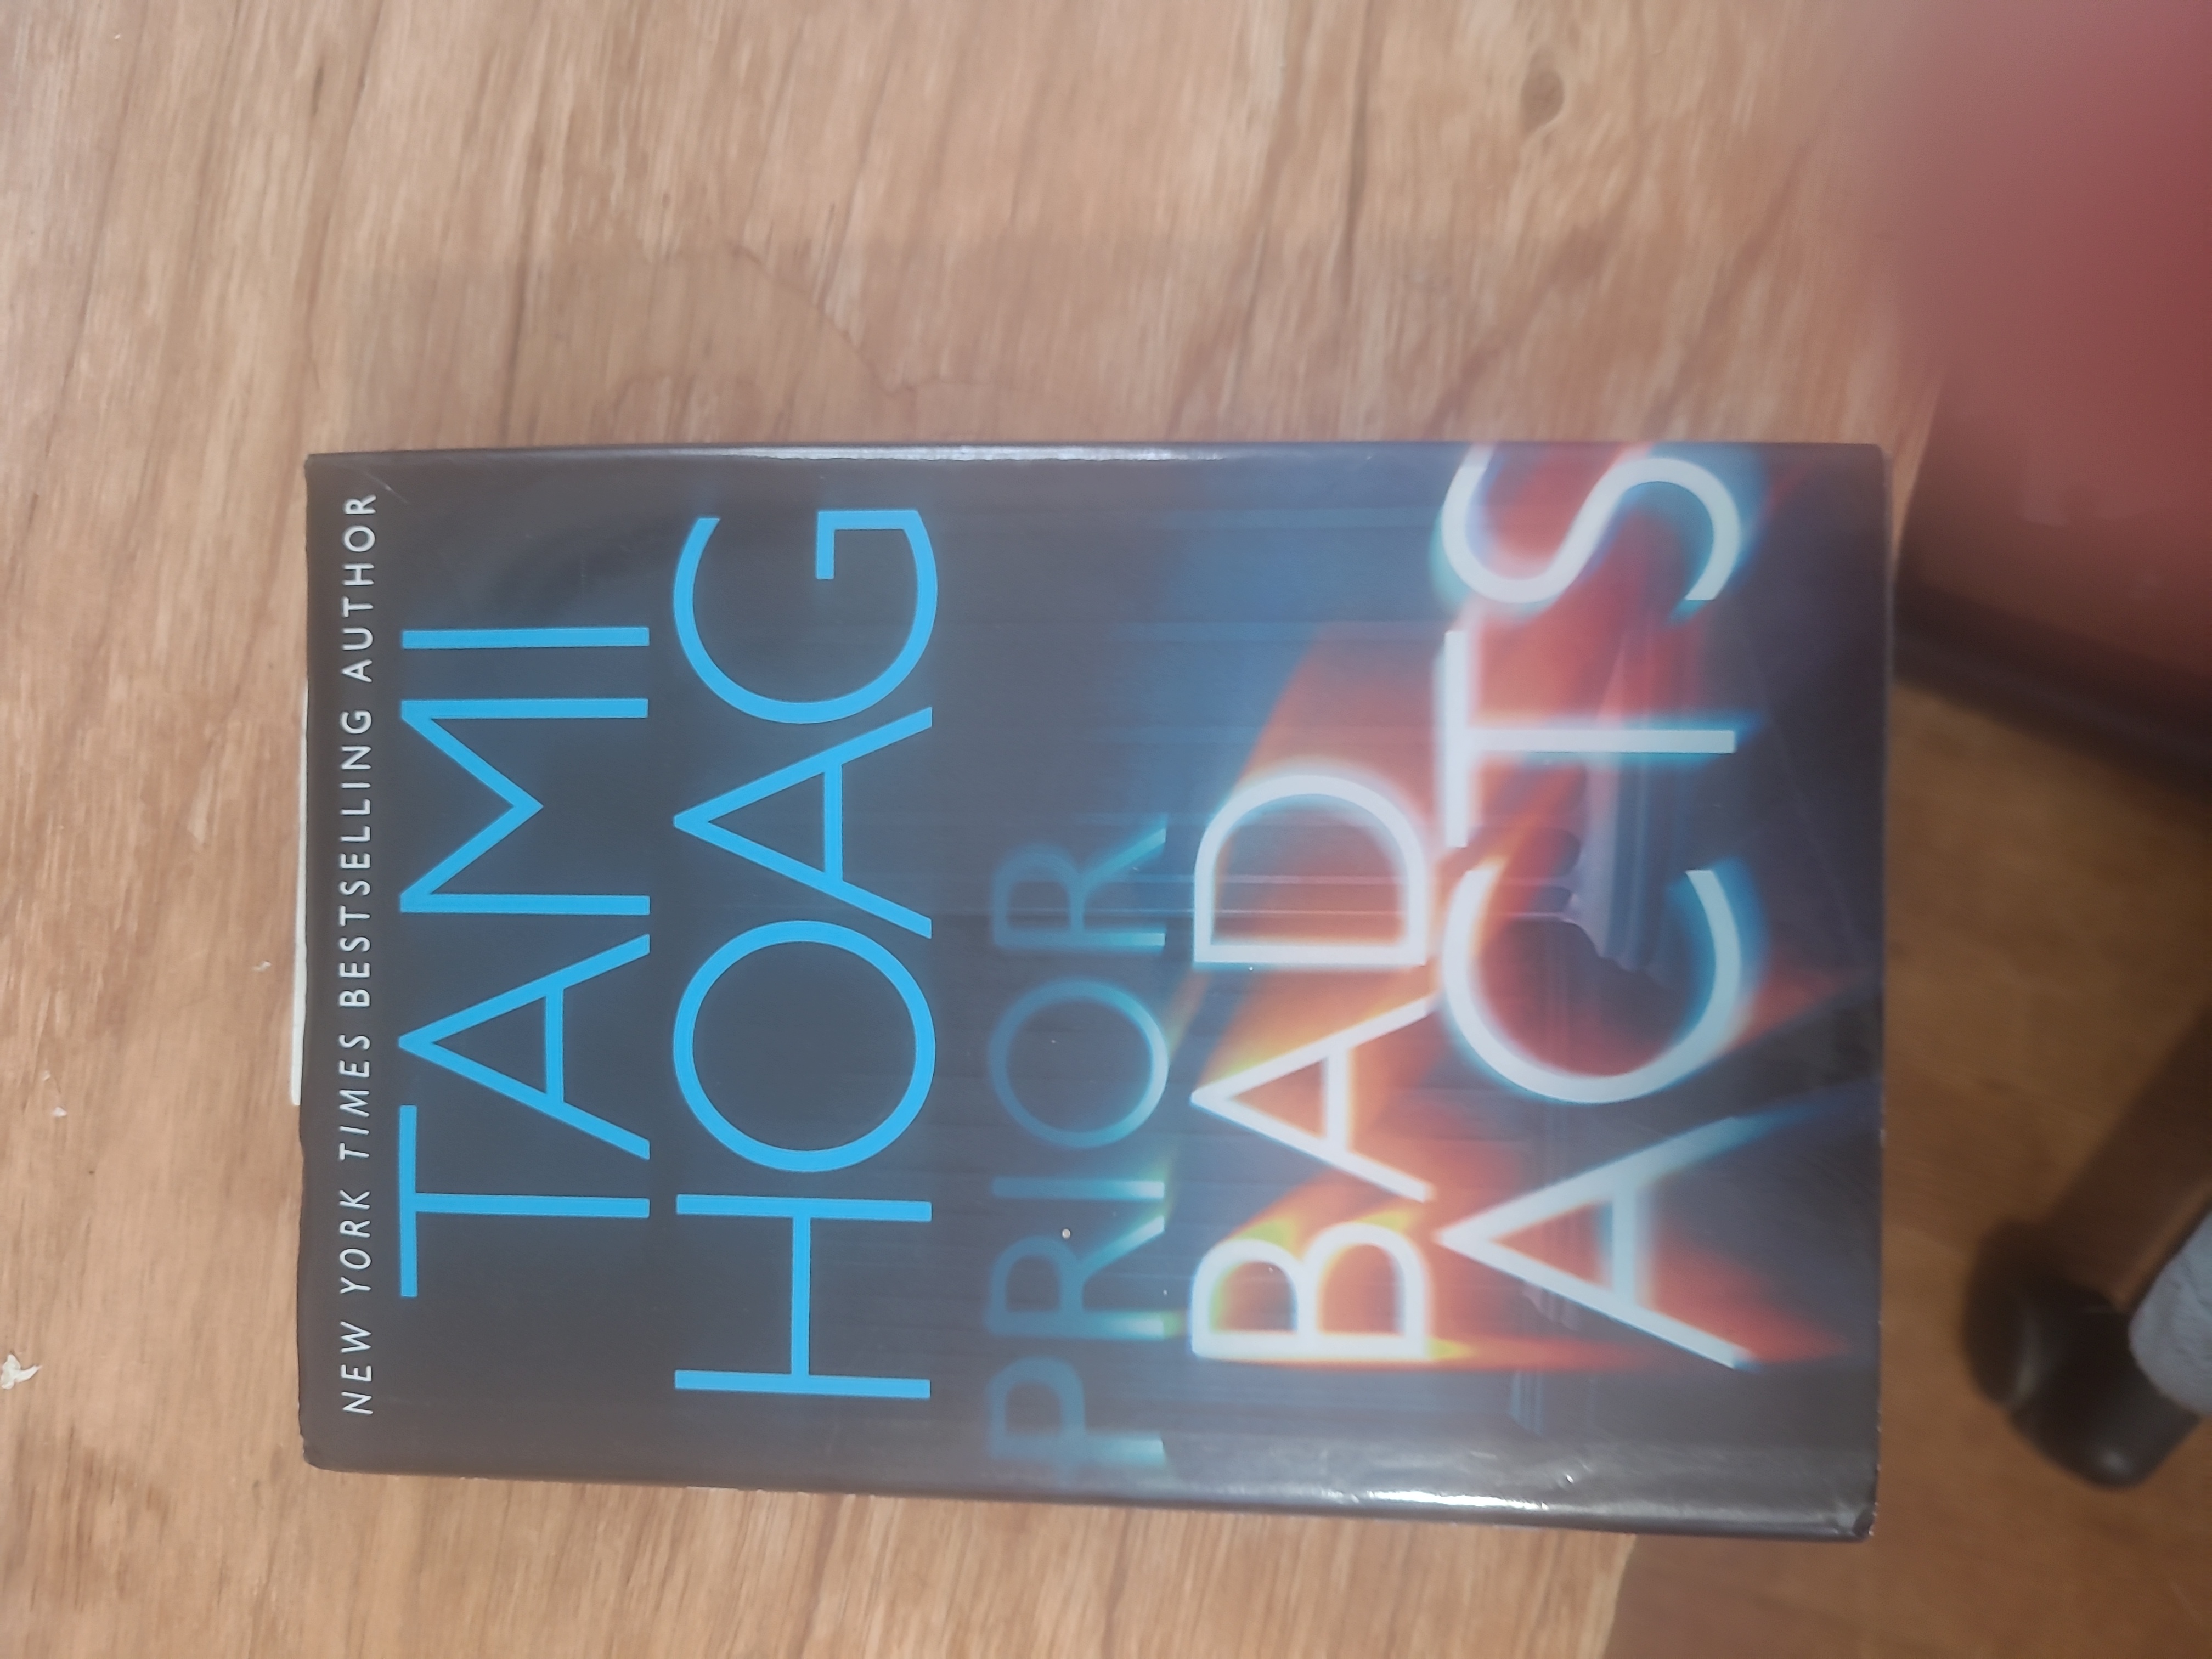 NEW YORK TIMES BESTSELLING AUTHOR
TAMI
HOAG
PRIOR
BAD
ACTS